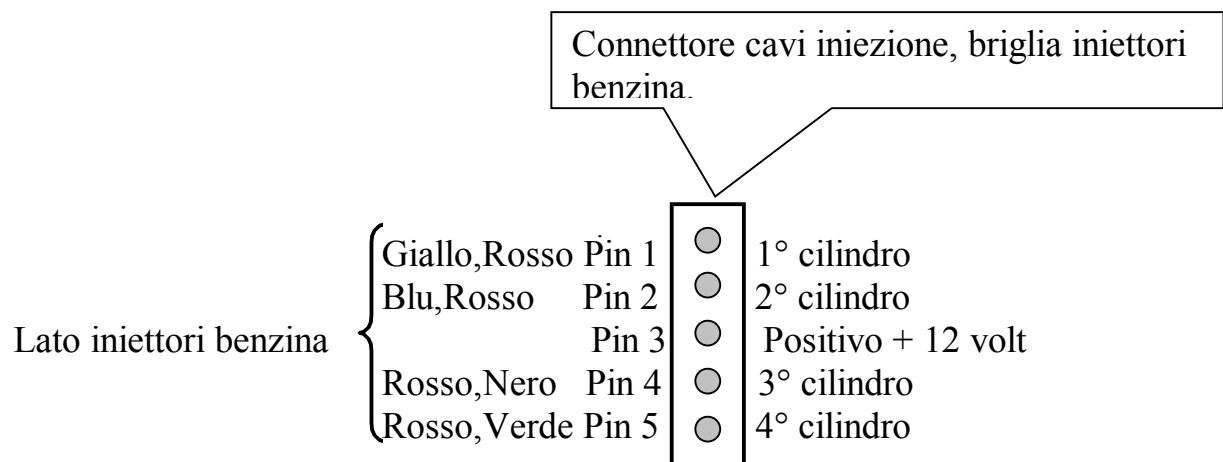 Connettore cavi iniezione, briglia iniettori
benzina.
Giallo,Rosso Pin 1 1° cilindro
Blu,Rosso Pin 2 2° cilindro
Lato iniettori benzina Pin 3 Positivo + 12 volt
Rosso,Nero Pin 4 3° cilindro
Rosso,Verde Pin 5 4° cilindro